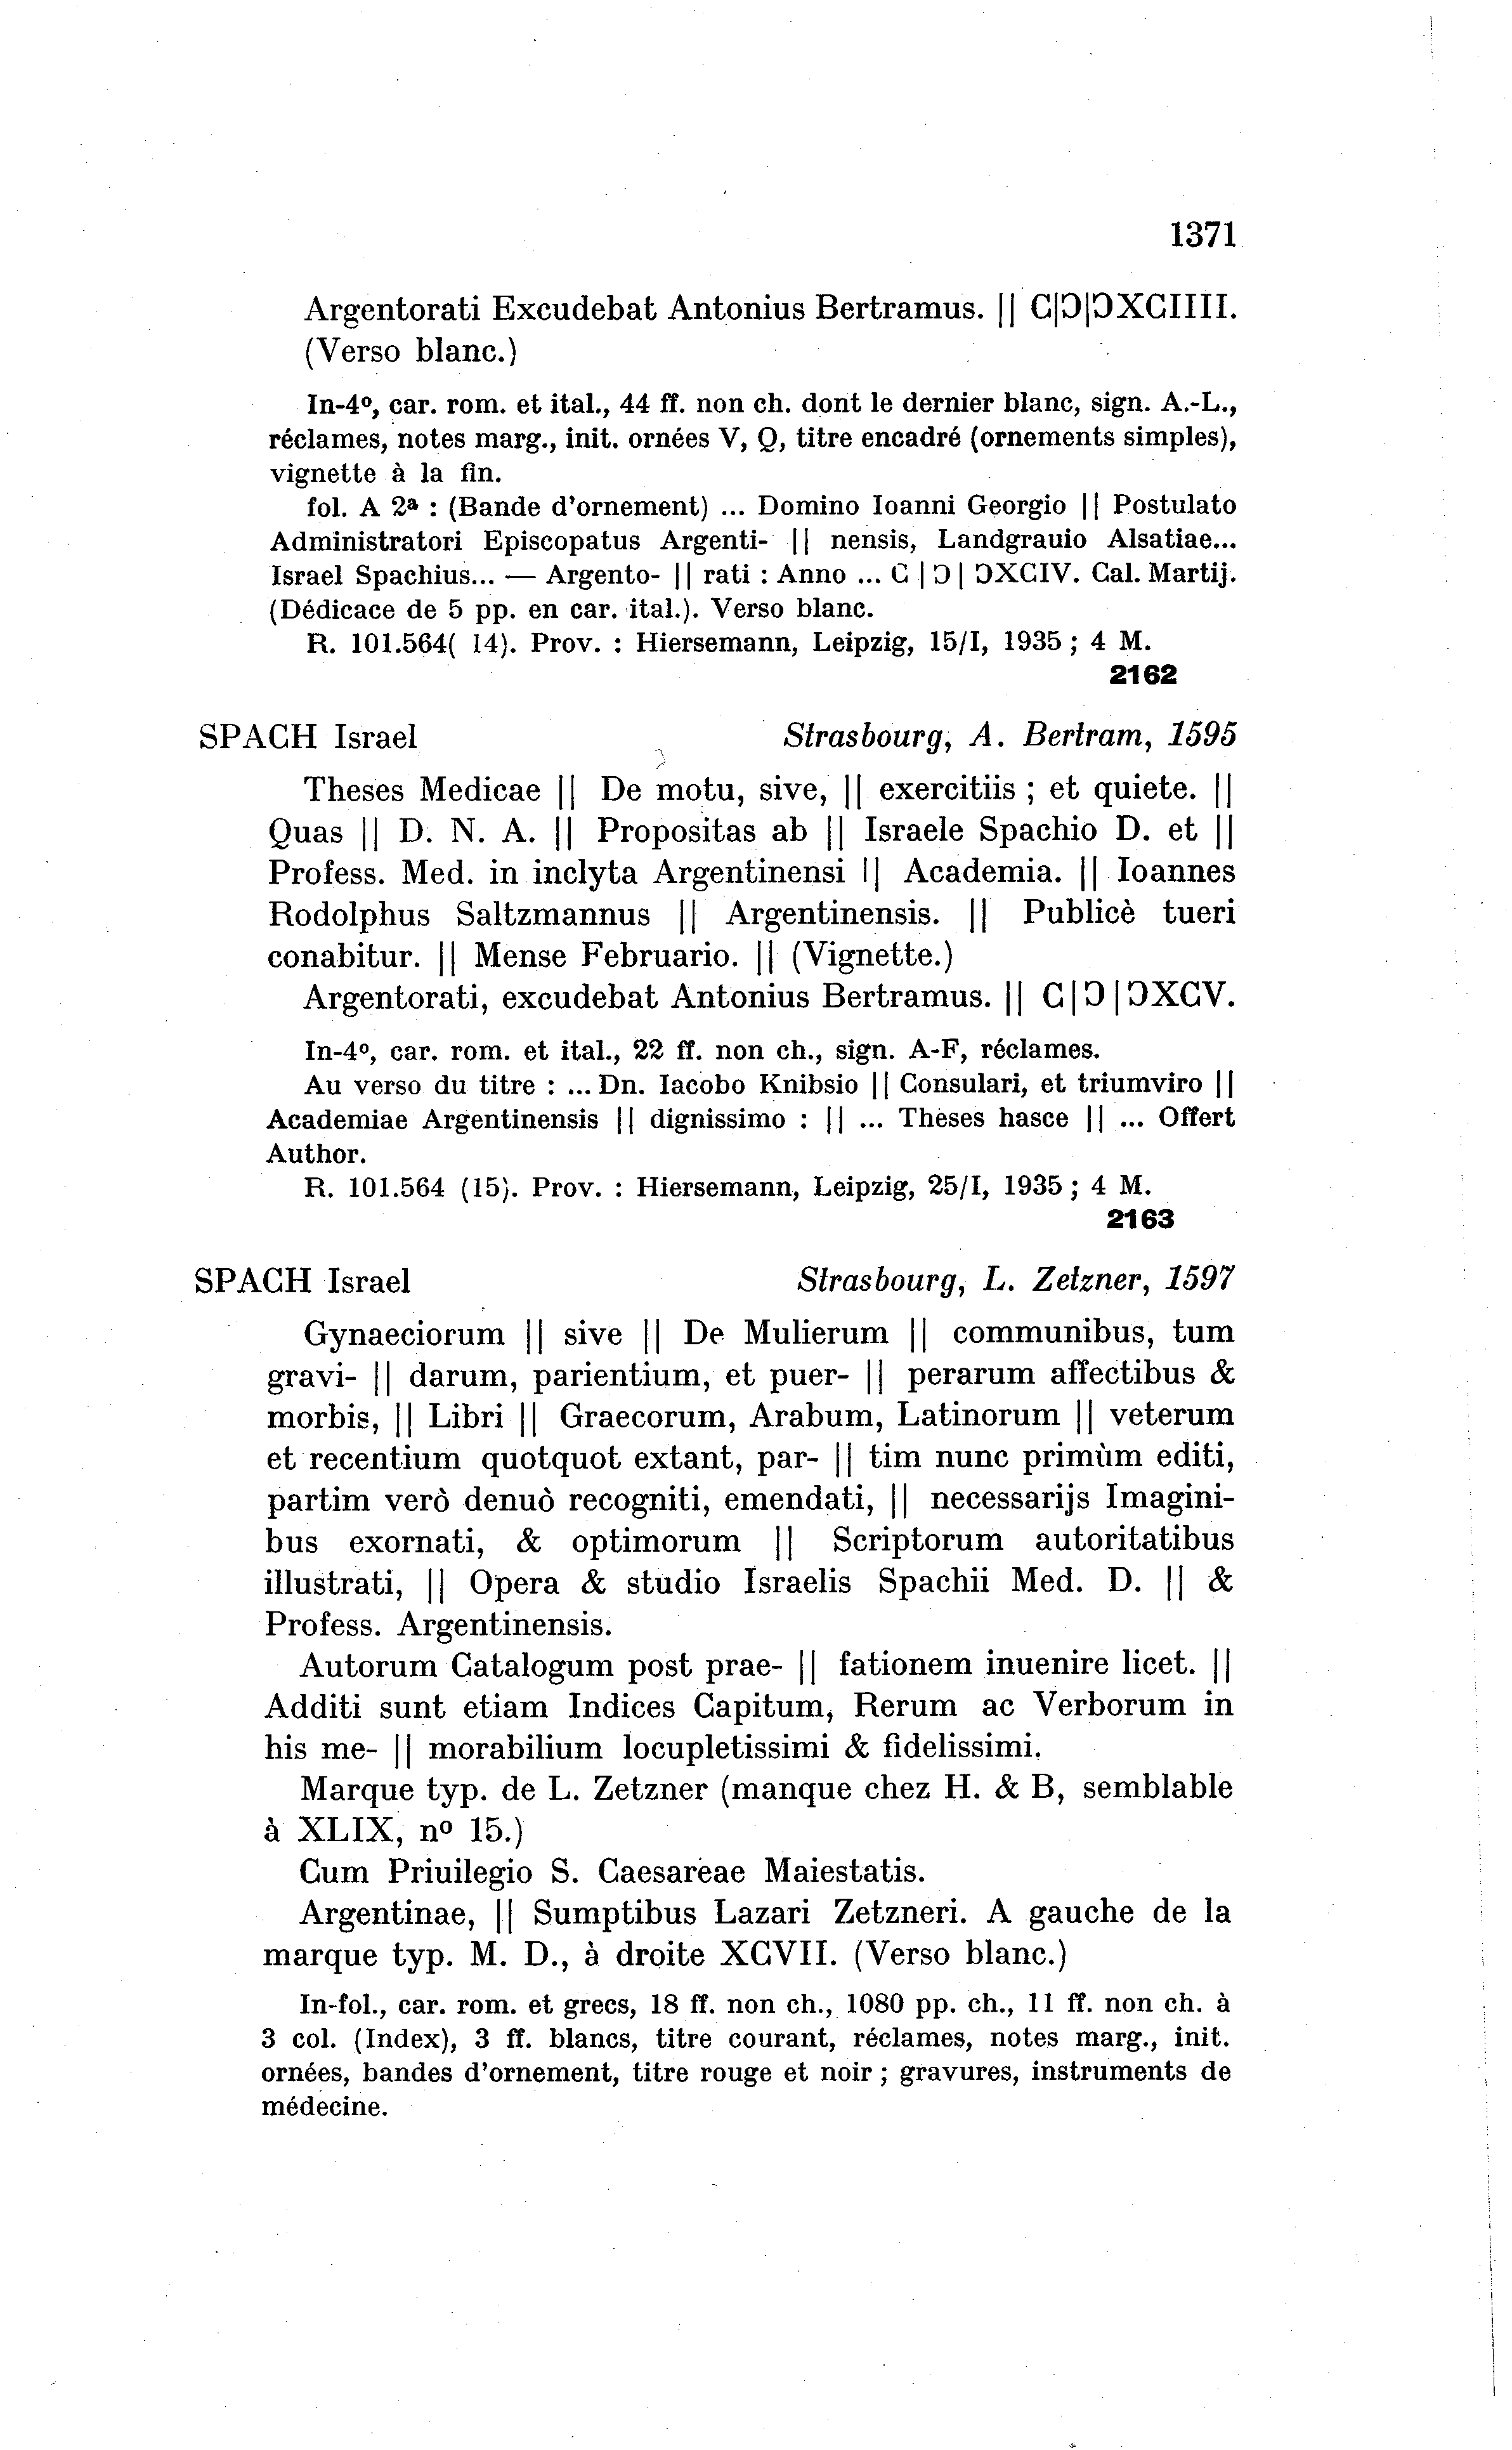 1371
Argentorati Excudebat Antonius Bertramus. || C|Ɔ|ƆXCIIII.
(Verso blanc.)
In-4º, car. rom. et ital., 44 ff. non ch. dont le dernier blanc, sign. A.-L.,
réclames, notes marg., init. ornées V, Q, titre encadré (ornements simples),
vignette à la fin.
fol. A 2ª : (Bande d'ornement) ... Domino Ioanni Georgio || Postulato
Administratori Episcopatus Argenti- || nensis, Landgrauio Alsatiae...
Israel Spachius... — Argento- || rati : Anno ... C | Ɔ | ƆXCIV. Cal. Martij.
(Dédicace de 5 pp. en car. ital.). Verso blanc.
R. 101.564( 14). Prov. : Hiersemann, Leipzig, 15/I, 1935 ; 4 M.
2162
SPACH Israel Strasbourg, A. Bertram, 1595
Theses Medicae || De motu, sive, || exercitiis ; et quiete. ||
Quas || D. N. A. || Propositas ab || Israele Spachio D. et ||
Profess. Med. in inclyta Argentinensi || Academia. || Ioannes
Rodolphus Saltzmannus || Argentinensis. || Publicè tueri
conabitur. || Mense Februario. || (Vignette.)
Argentorati, excudebat Antonius Bertramus. || C|Ɔ|ƆXCV.
In-4º, car. rom. et ital., 22 ff. non ch., sign. A-F, réclames.
Au verso du titre : ... Dn. Iacobo Knibsio || Consulari, et triumviro ||
Academiae Argentinensis || dignissimo : || ... Theses hasce || ... Offert
Author.
R. 101.564 (15). Prov. : Hiersemann, Leipzig, 25/I, 1935 ; 4 M.
2163
SPACH Israel Strasbourg, L. Zetzner, 1597
Gynaeciorum || sive || De Mulierum || communibus, tum
gravi- || darum, parientium, et puer- || perarum affectibus &
morbis, || Libri || Graecorum, Arabum, Latinorum || veterum
et recentium quotquot extant, par- || tim nunc primùm editi,
partim verò denuò recogniti, emendati, || necessarijs Imagini-
bus exornati, & optimorum || Scriptorum autoritatibus
illustrati, || Opera & studio Israelis Spachii Med. D. || &
Profess. Argentinensis.
Autorum Catalogum post prae- || fationem inuenire licet. ||
Additi sunt etiam Indices Capitum, Rerum ac Verborum in
his me- || morabilium locupletissimi & fidelissimi.
Marque typ. de L. Zetzner (manque chez H. & B, semblable
à XLIX, nº 15.)
Cum Priuilegio S. Caesareae Maiestatis.
Argentinae, || Sumptibus Lazari Zetzneri. A gauche de la
marque typ. M. D., à droite XCVII. (Verso blanc.)
In-fol., car. rom. et grecs, 18 ff. non ch., 1080 pp. ch., 11 ff. non ch. à
3 col. (Index), 3 ff. blancs, titre courant, réclames, notes marg., init.
ornées, bandes d'ornement, titre rouge et noir ; gravures, instruments de
médecine.